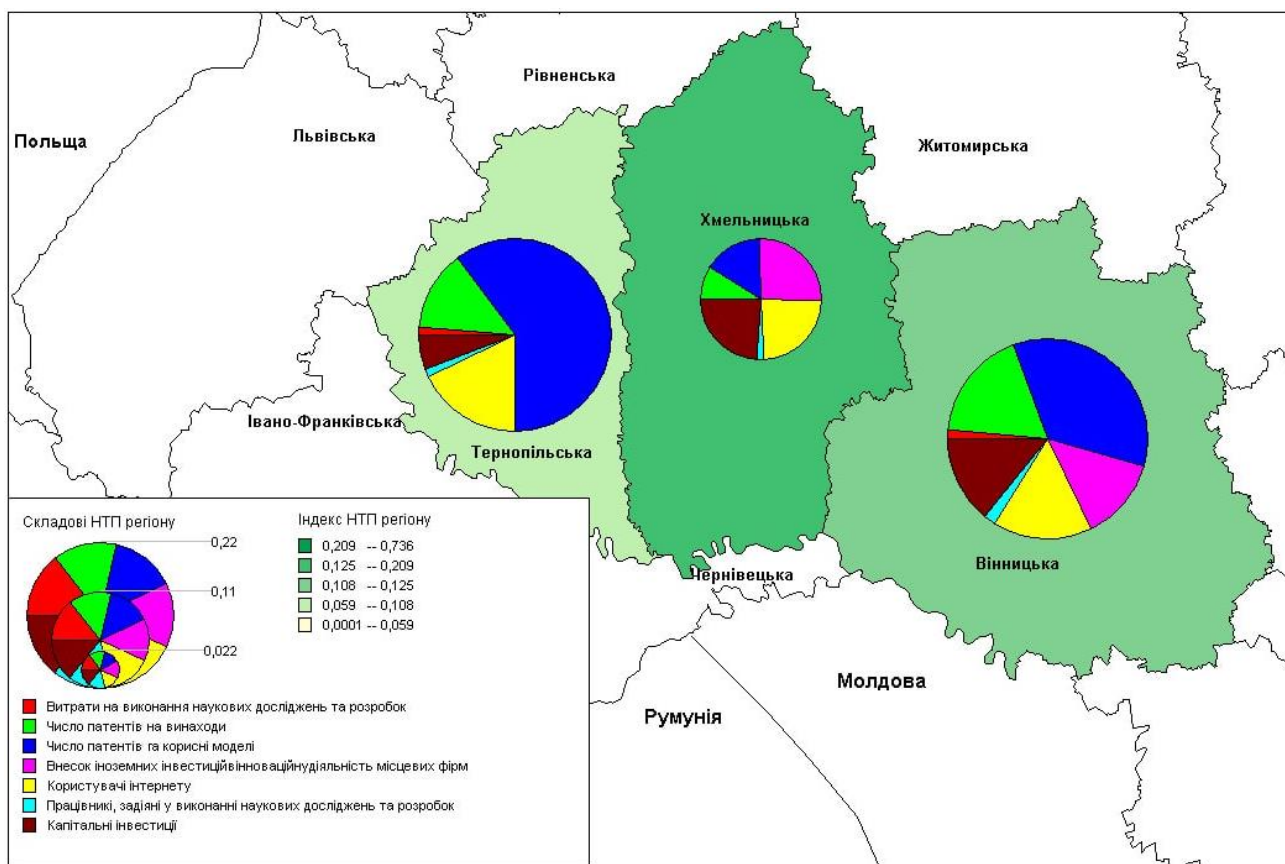 Рівненська
Польща
Львівська
Житомирська
Хмельницька
Івано-Франківська
Тернопільська
Вінницька
Чернівецька
Молдова
Румунія
Складові НТП регіону
0,22
0,11
0,022
Індекс НТП регіону
0,209 -- 0,736
0,125 -- 0,209
0,108 -- 0,125
0,059 -- 0,108
0,0001 -- 0,059
Витрати на виконання наукових досліджень та розробок
Число патентів на винаходи
Число патентів га корисні моделі
Внесок іноземних інвестиційвінноваційнудіяльність місцевих фірм
Користувачі інтернету
Працівникі, задіяні у виконанні наукових досліджень та розробок
Капітальні інвестиції